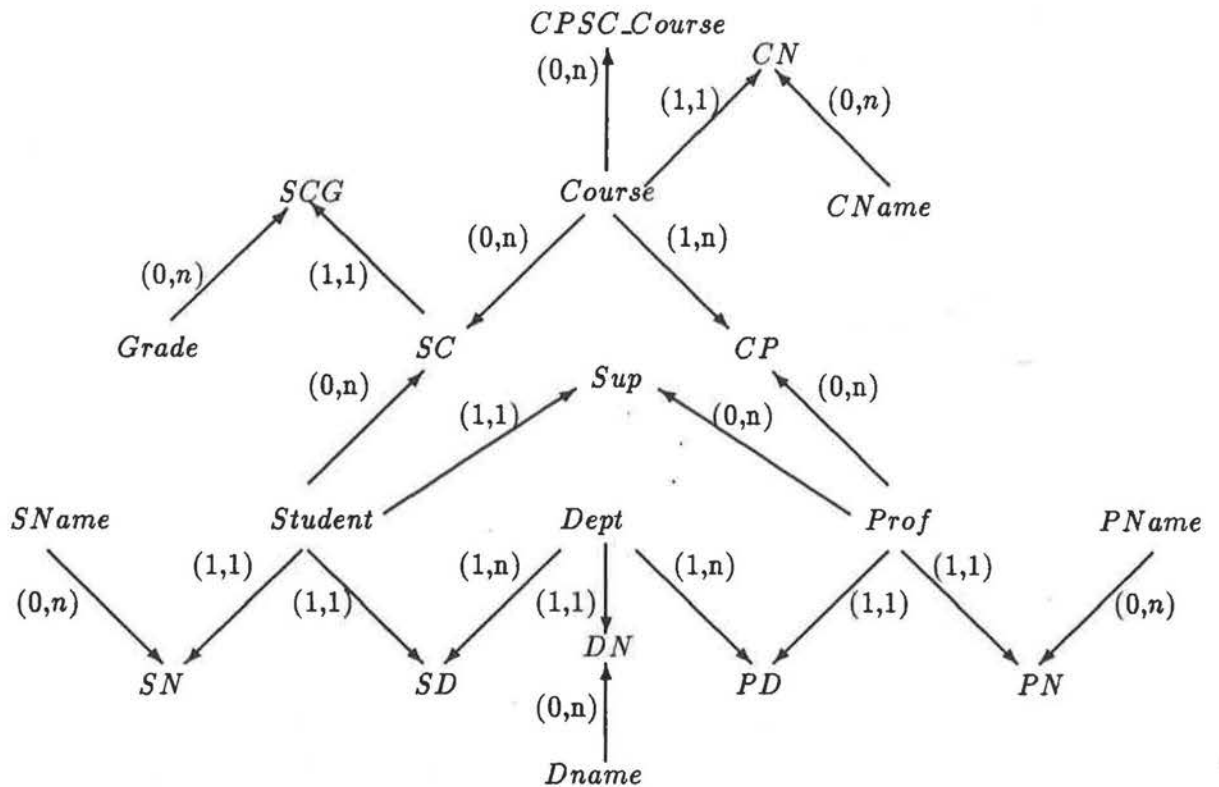 CPSC_Course
(0,n) CN
(1,1) (0,n)
SCG Course CName
(0,n) (1,n)
(0,n) (1,1)
Grade SC CP
(0,n) Sup (0,n)
(1,1) (0,n)
SName Student Dept Prof PName
(1,1) (1,n) (1,n) (1,1)
(0,n) (1,1) (1,1) (1,1) (0,n)
DN
SN SD PD PN
(0,n)
Dname